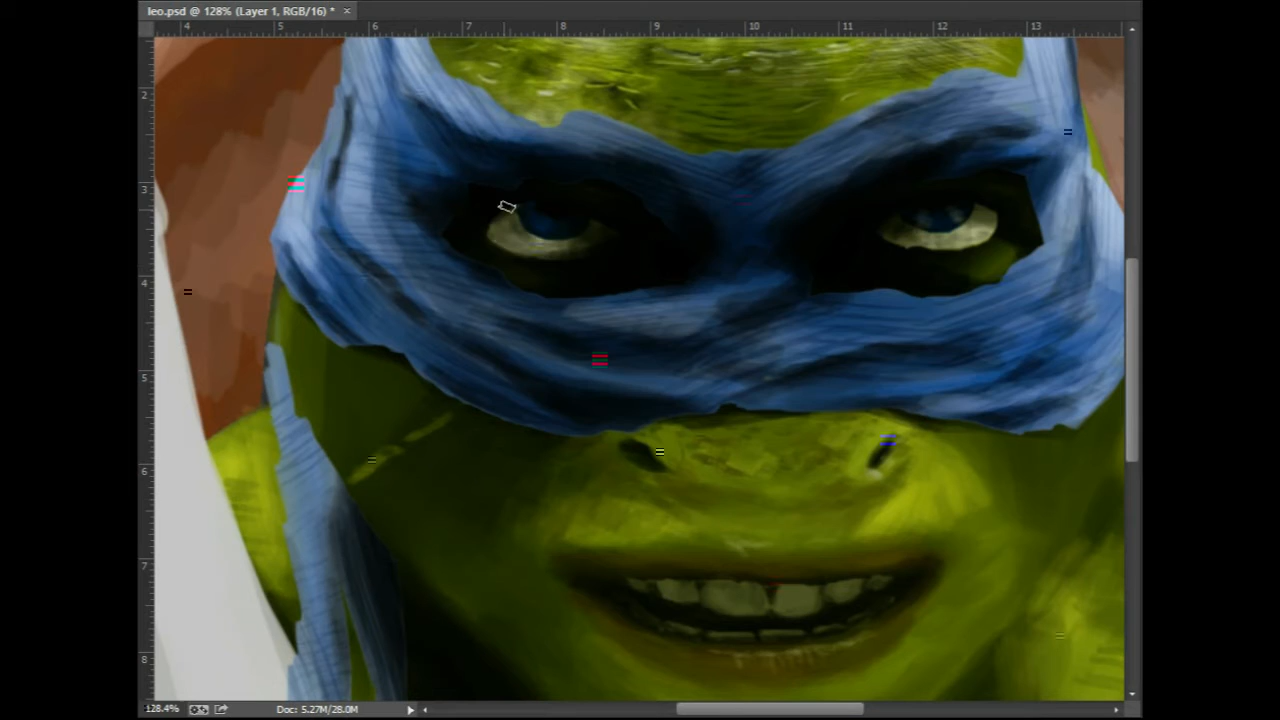 leo.psd @ 128% (Layer 1, RGB/16) * ×
4 5 6 7 8 9 10 11 12 13
2
3
4
5
6
7
8
128.4% Doc: 5.27M/28.0M